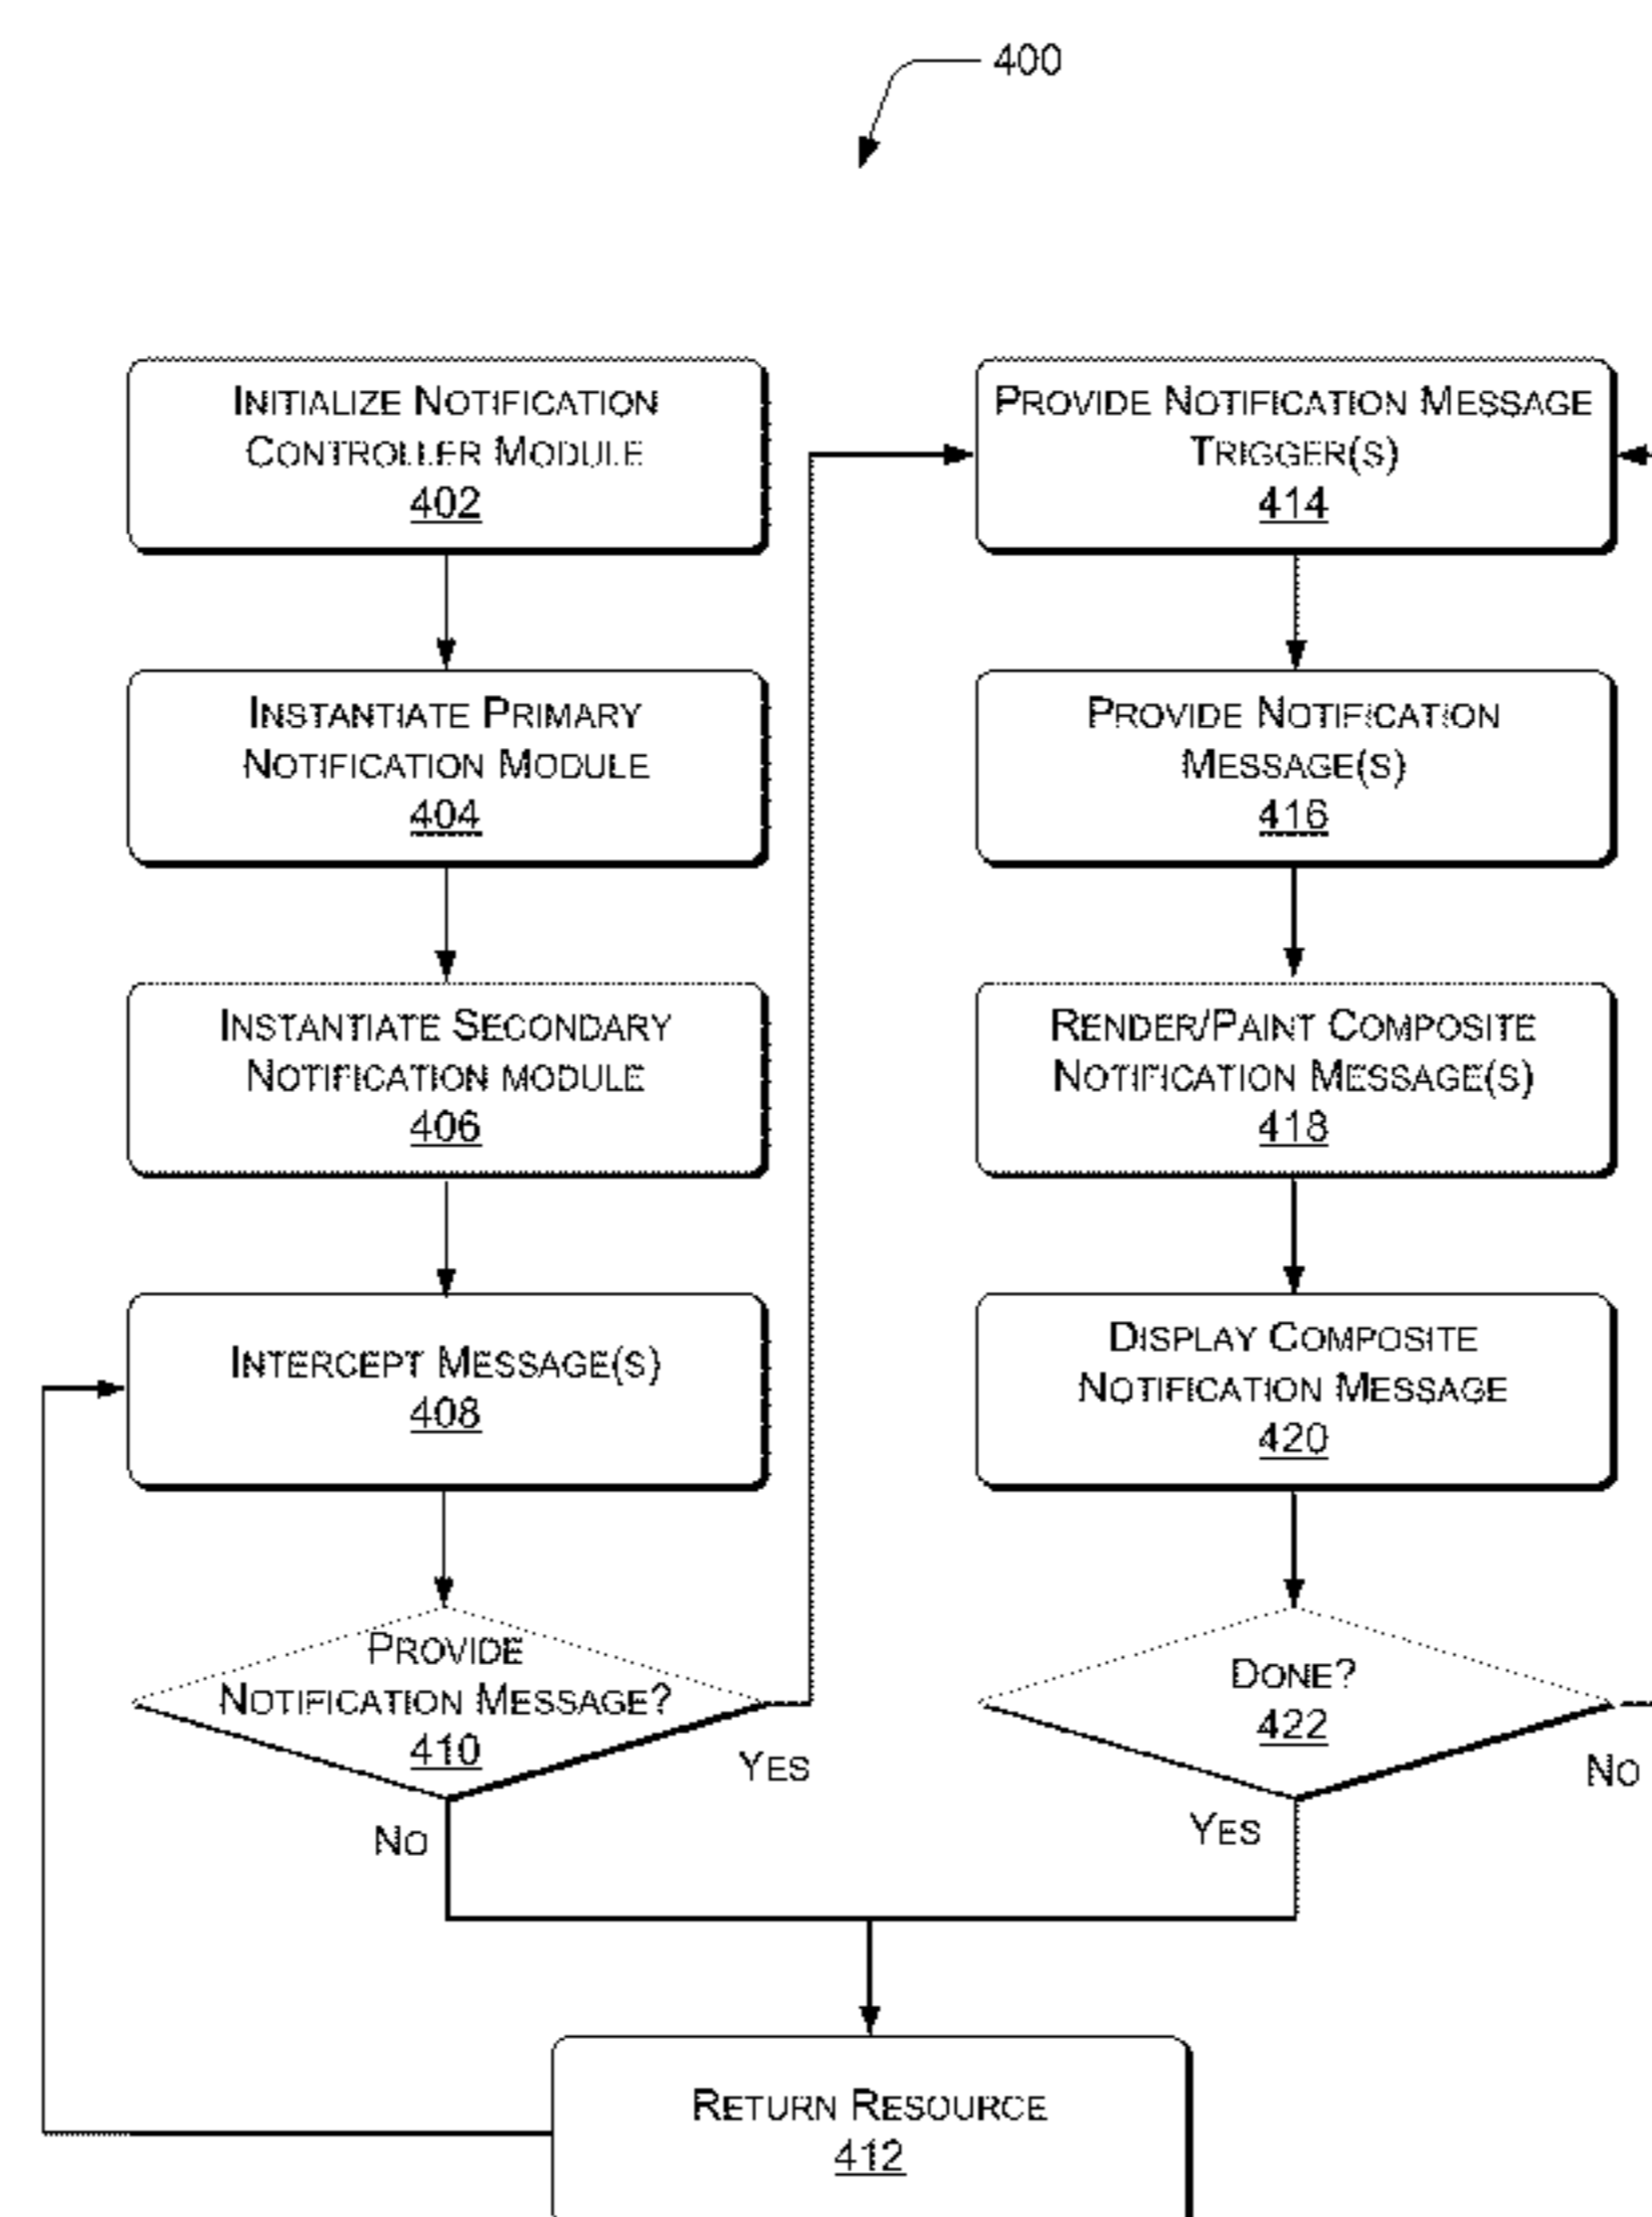 400
INITIALIZE NOTIFICATION
CONTROLLER MODULE
402
INSTANTIATE PRIMARY
NOTIFICATION MODULE
404
INSTANTIATE SECONDARY
NOTIFICATION MODULE
406
INTERCEPT MESSAGE(S)
408
PROVIDE
NOTIFICATION MESSAGE?
410
YES
NO
PROVIDE NOTIFICATION MESSAGE
TRIGGER(S)
414
PROVIDE NOTIFICATION
MESSAGE(S)
416
RENDER/PAINT COMPOSITE
NOTIFICATION MESSAGE(S)
418
DISPLAY COMPOSITE
NOTIFICATION MESSAGE
420
DONE?
422
NO
YES
RETURN RESOURCE
412